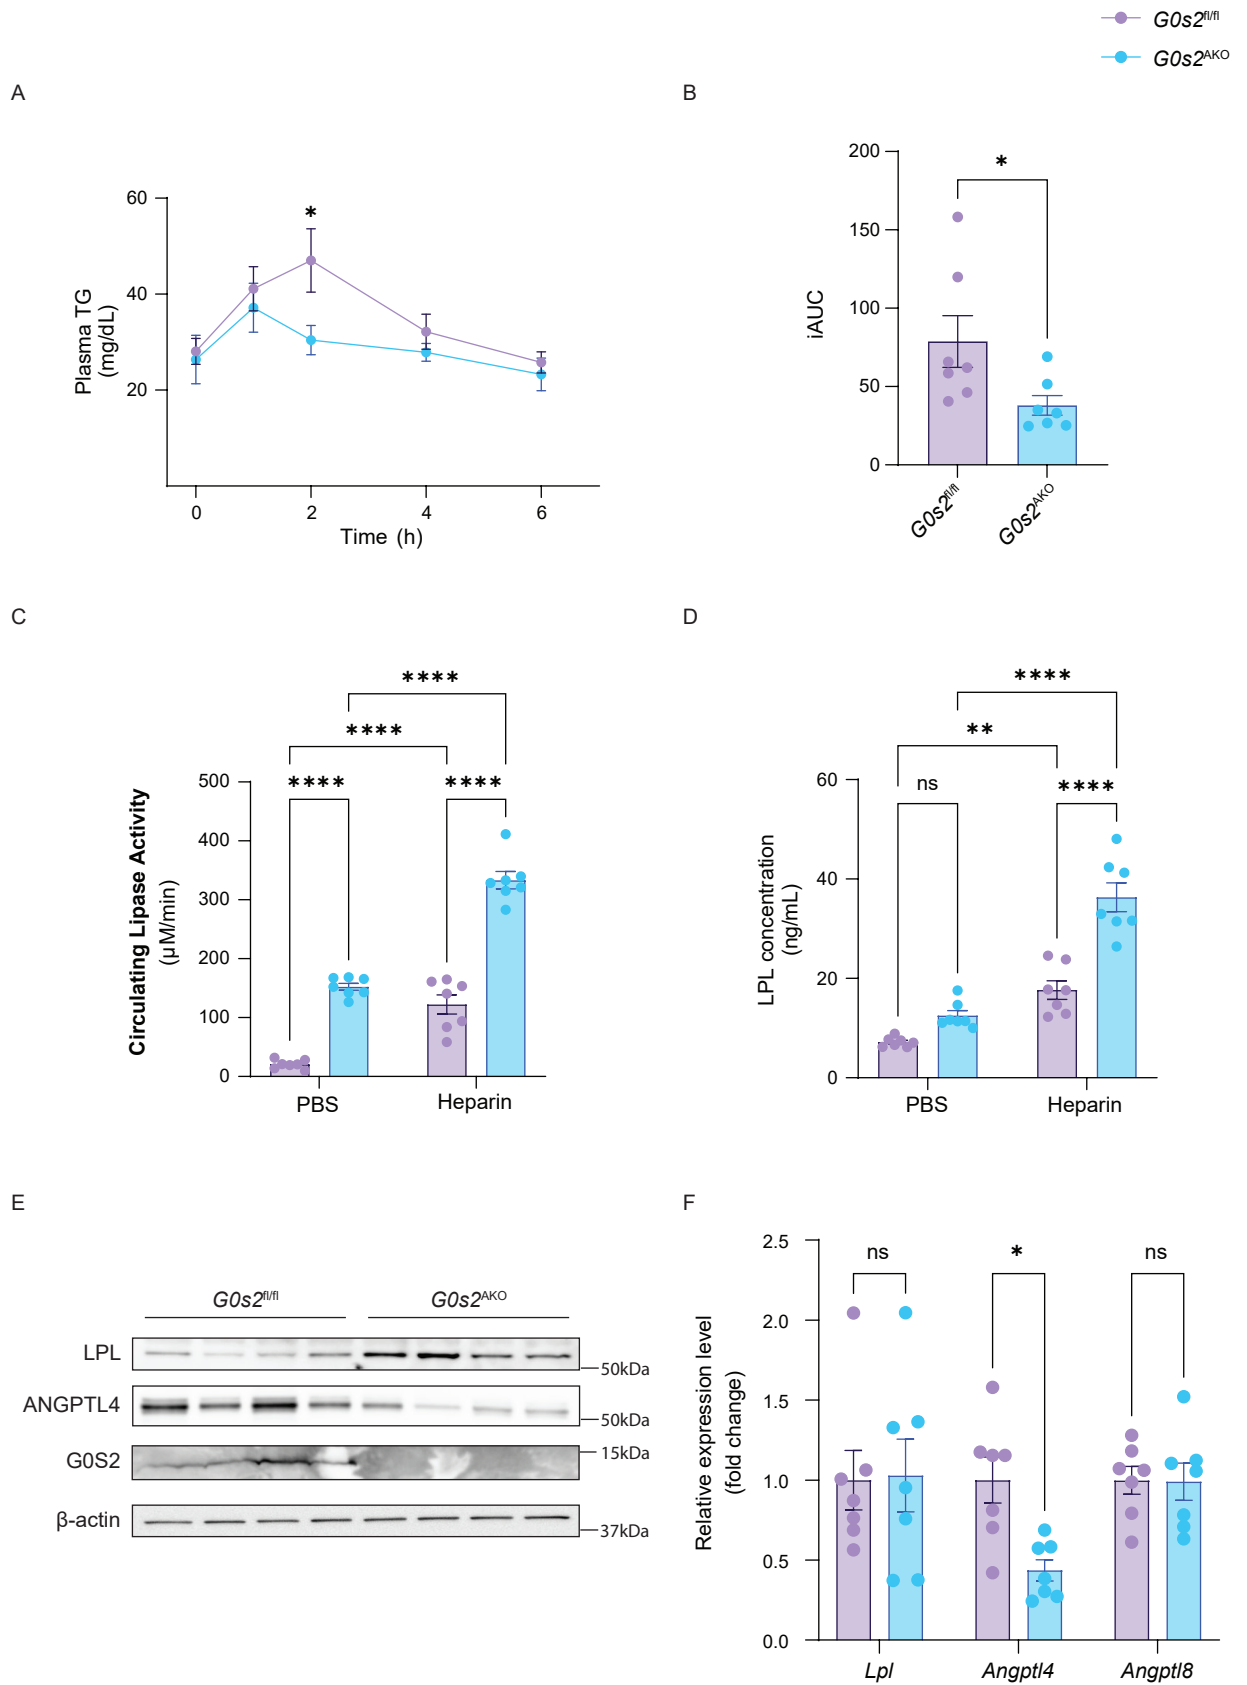 G0s2fl/fl
G0s2AKO
A
60
40
20
*
Plasma TG
(mg/dL)
0 2 4 6
Time (h)
B
200
150
100
50
0
*
iAUC
G0s2fl/fl
G0s2AKO
C
****
****
**** ****
500
400
300
200
100
0
Circulating Lipase Activity
(μM/min)
PBS Heparin
D
****
**
ns ****
60
40
20
0
LPL concentration
(ng/mL)
PBS Heparin
E
G0s2fl/fl G0s2AKO
LPL 50kDa
ANGPTL4 50kDa
G0S2 15kDa
β-actin 37kDa
F
2.5
2.0
1.5
1.0
0.5
0.0
ns * ns
Relative expression level
(fold change)
Lpl Angptl4 Angptl8